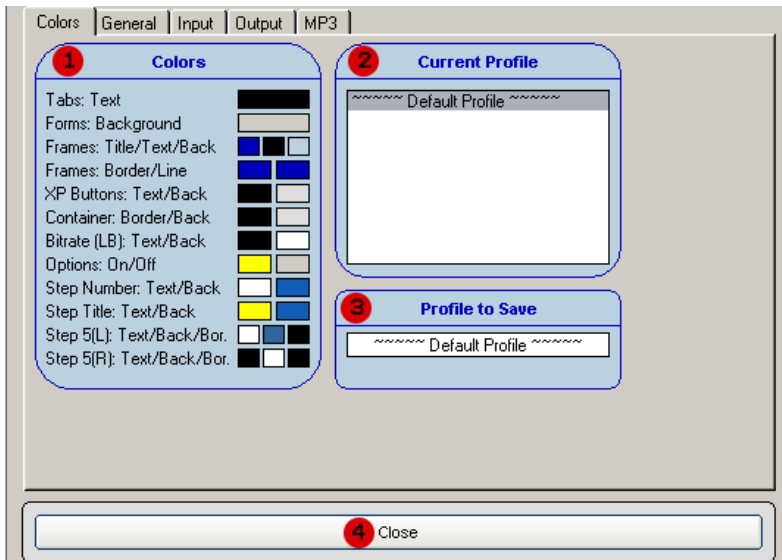 Colors General Input Output MP3
1 Colors
Tabs: Text
Forms: Background
Frames: Title/Text/Back
Frames: Border/Line
XP Buttons: Text/Back
Container: Border/Back
Bitrate (LB): Text/Back
Options: On/Off
Step Number: Text/Back
Step Title: Text/Back
Step 5(L): Text/Back/Bor.
Step 5(R): Text/Back/Bor.
2 Current Profile
~~~~~ Default Profile ~~~~~
3 Profile to Save
~~~~~ Default Profile ~~~~~
4 Close